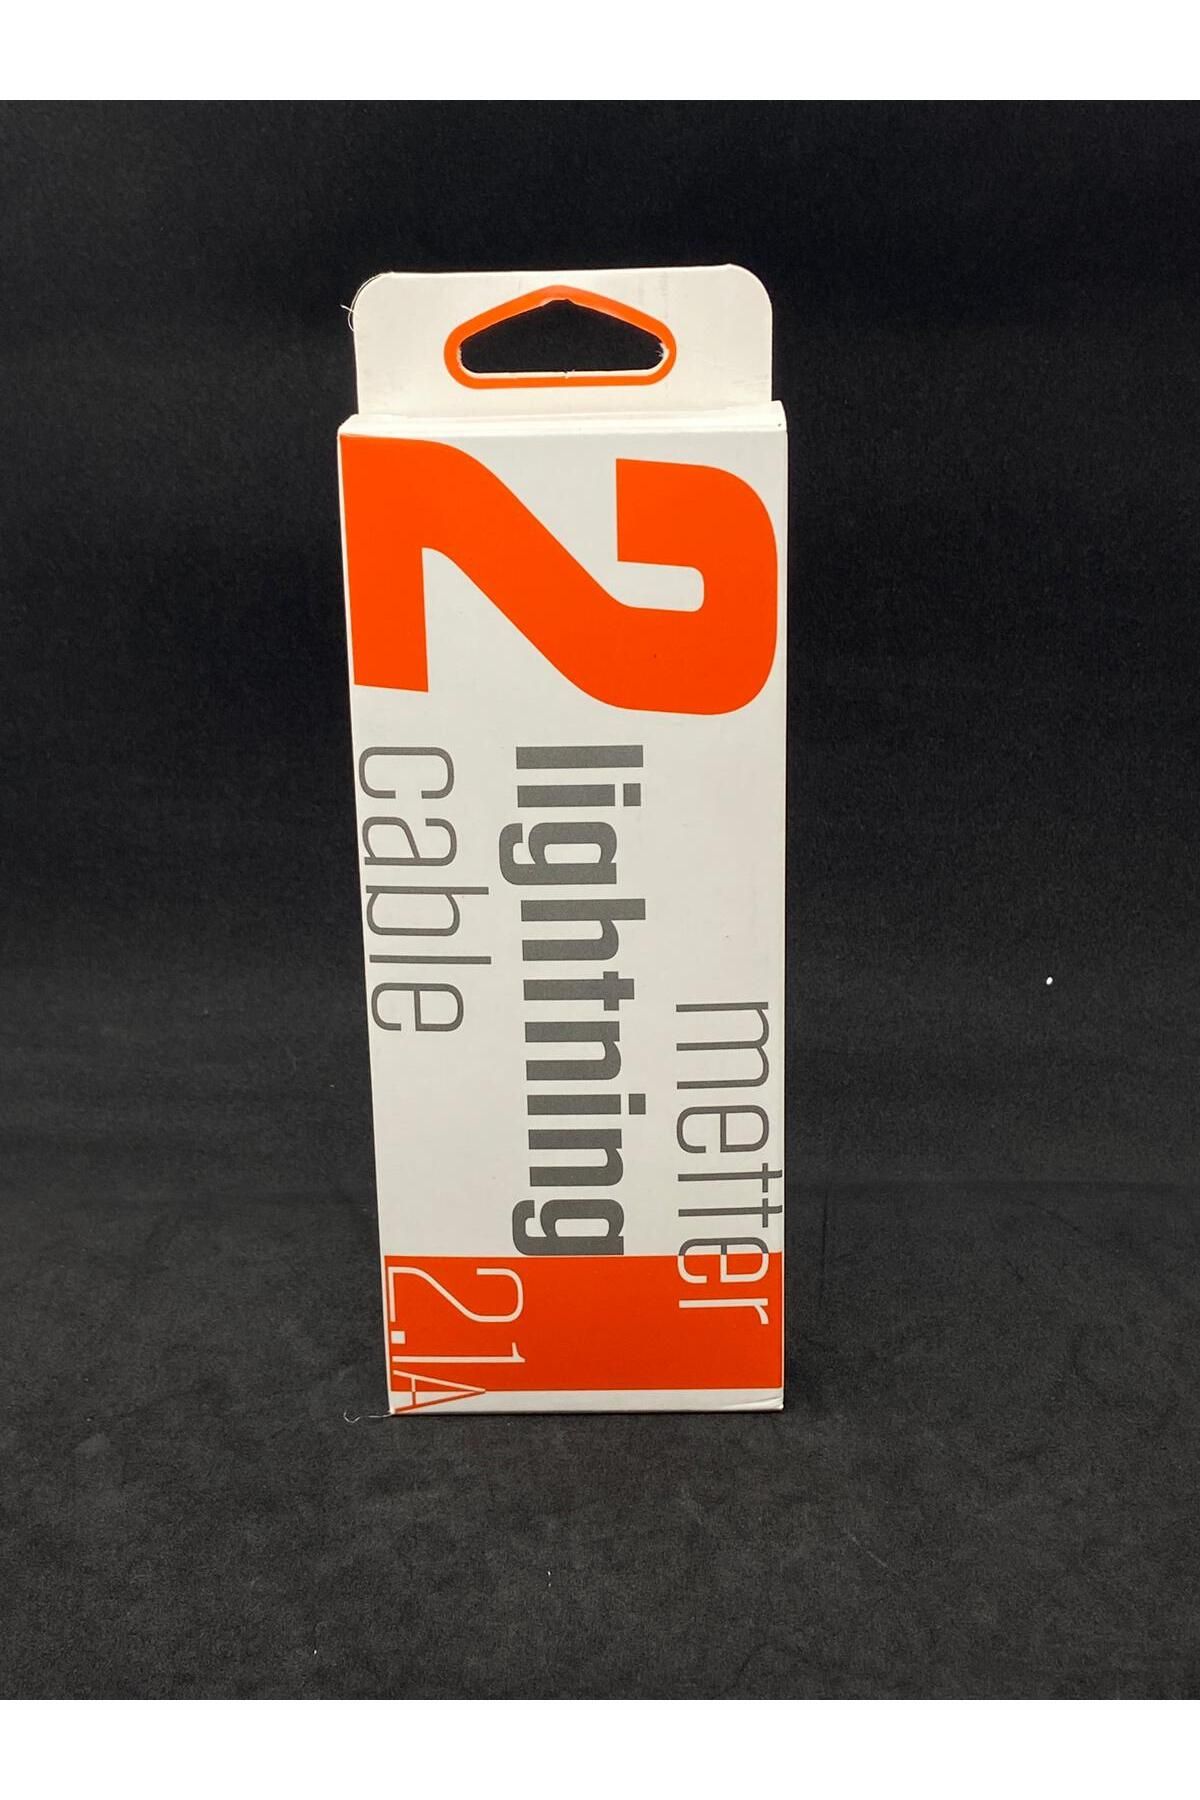 2
metter
lightning
cable
2.1A